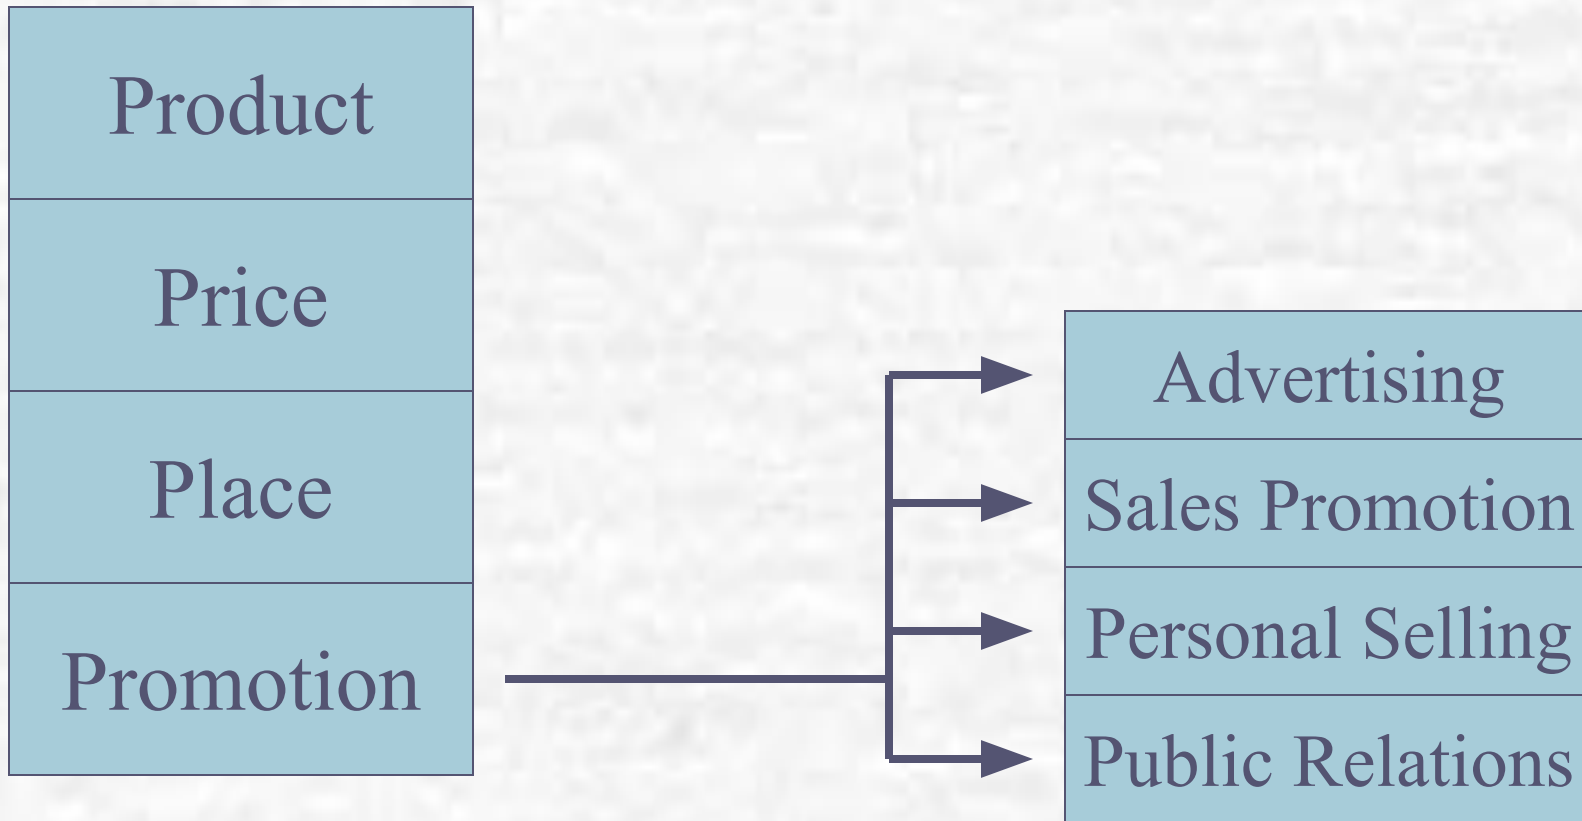 Product
Price
Place
Promotion
Advertising
Sales Promotion
Personal Selling
Public Relations